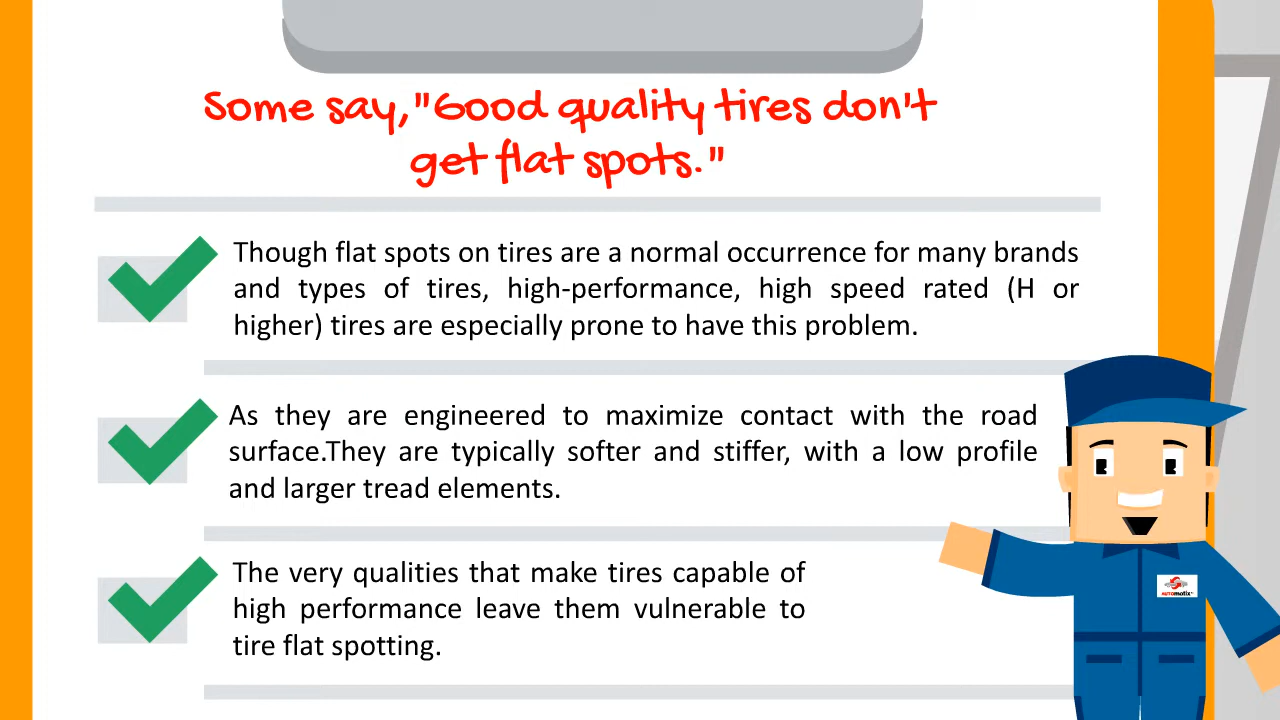 Some say,"Good quality tires don't
get flat spots."
Though flat spots on tires are a normal occurrence for many brands
and types of tires, high-performance, high speed rated (H or
higher) tires are especially prone to have this problem.
As they are engineered to maximize contact with the road
surface.They are typically softer and stiffer, with a low profile
and larger tread elements.
The very qualities that make tires capable of
high performance leave them vulnerable to
tire flat spotting.
AUTOmotix